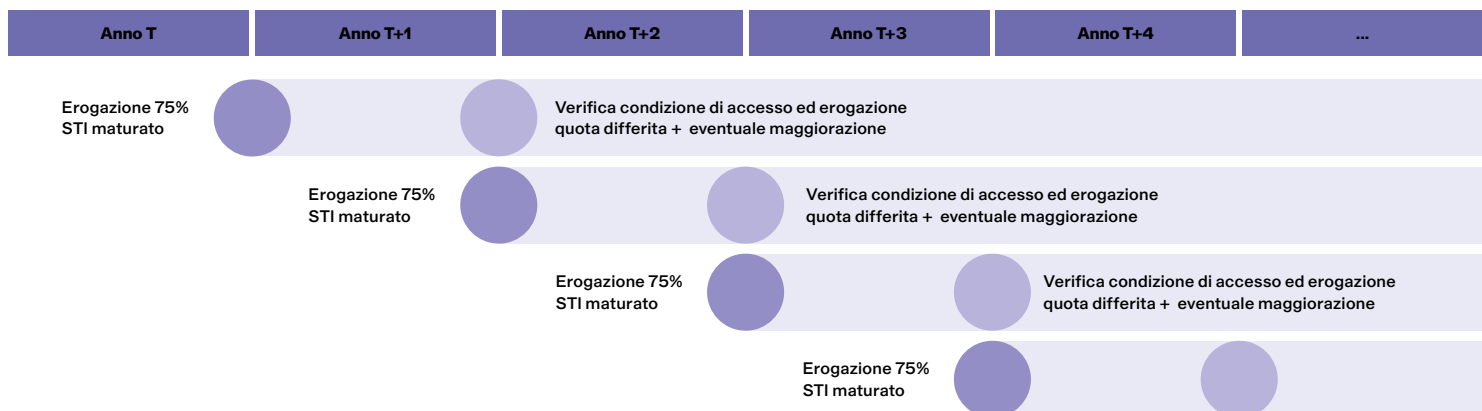 Anno T
Anno T+1
Anno T+2
Anno T+3
Anno T+4
...
Erogazione 75%
STI maturato
Verifica condizione di accesso ed erogazione
quota differita + eventuale maggiorazione
Erogazione 75%
STI maturato
Verifica condizione di accesso ed erogazione
quota differita + eventuale maggiorazione
Erogazione 75%
STI maturato
Verifica condizione di accesso ed erogazione
quota differita + eventuale maggiorazione
Erogazione 75%
STI maturato